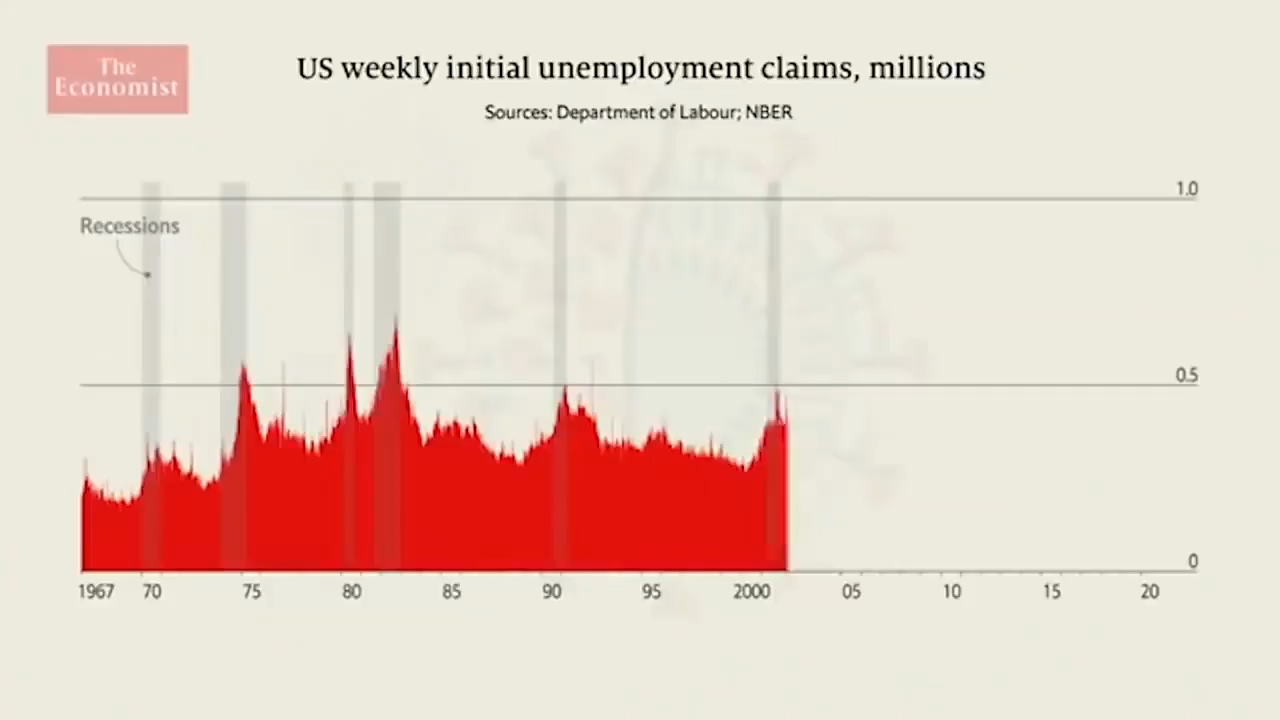 The
Economist
US weekly initial unemployment claims, millions
Sources: Department of Labour; NBER
1.0
Recessions
0.5
0
1967 70 75 80 85 90 95 2000 05 10 15 20